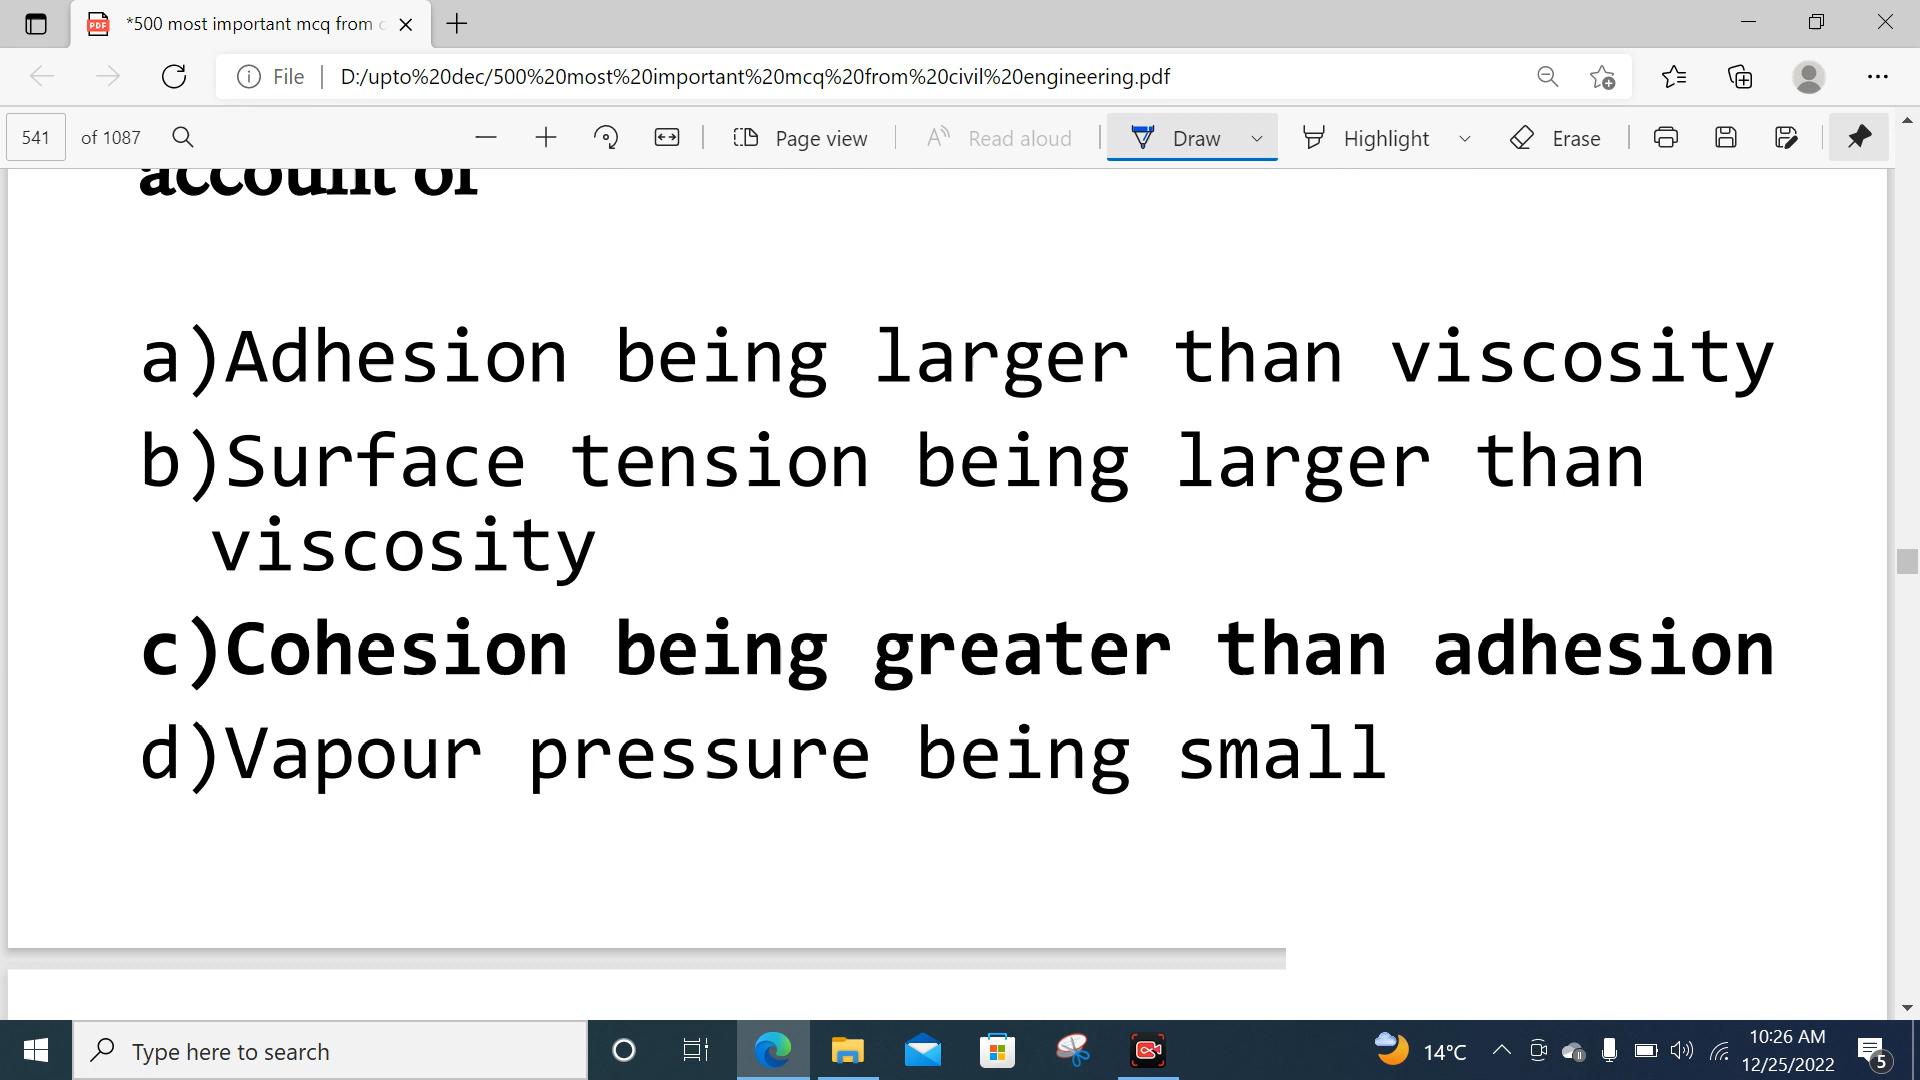 *500 most important mcq from c
File
D:/upto%20dec/500%20most%20important%20mcq%20from%20civil%20engineering.pdf
541 of 1087
Page view
Read aloud
Draw
Highlight
Erase
account of
a)Adhesion being larger than viscosity
b)Surface tension being larger than
viscosity
c)Cohesion being greater than adhesion
d)Vapour pressure being small
Type here to search
14°C
10:26 AM
12/25/2022
5